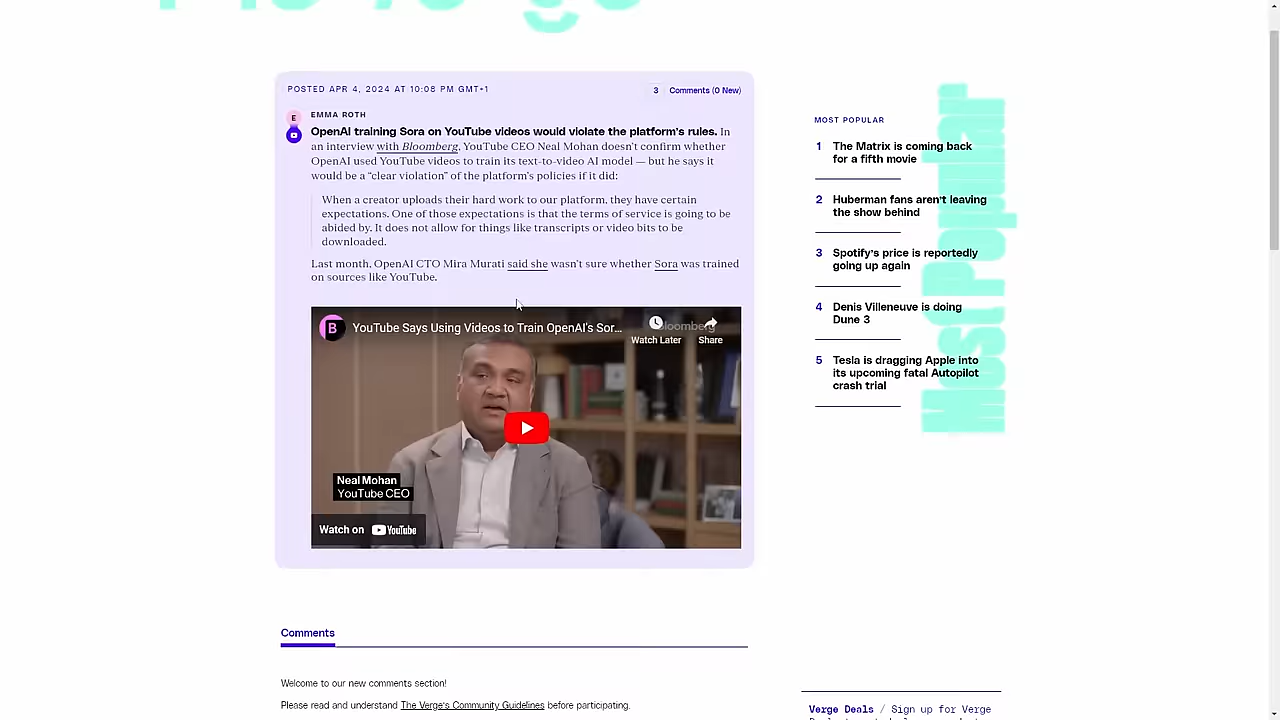 POSTED APR 4, 2024 AT 10:08 PM GMT+1
3 Comments (0 New)
E
EMMA ROTH
OpenAI training Sora on YouTube videos would violate the platform's rules. In
an interview with Bloomberg, YouTube CEO Neal Mohan doesn't confirm whether
OpenAI used YouTube videos to train its text-to-video AI model — but he says it
would be a “clear violation” of the platform's policies if it did:
When a creator uploads their hard work to our platform, they have certain
expectations. One of those expectations is that the terms of service is going to be
abided by. It does not allow for things like transcripts or video bits to be
downloaded.
Last month, OpenAI CTO Mira Murati said she wasn't sure whether Sora was trained
on sources like YouTube.
B
YouTube Says Using Videos to Train OpenAI's Sor...
Bloomberg
Watch Later
Share
Neal Mohan
YouTube CEO
Watch on YouTube
Comments
Welcome to our new comments section!
Please read and understand The Verge's Community Guidelines before participating.
MOST POPULAR
Most Popular
1 The Matrix is coming back
for a fifth movie
2 Huberman fans aren't leaving
the show behind
3 Spotify's price is reportedly
going up again
4 Denis Villeneuve is doing
Dune 3
5 Tesla is dragging Apple into
its upcoming fatal Autopilot
crash trial
Verge Deals / Sign up for Verge